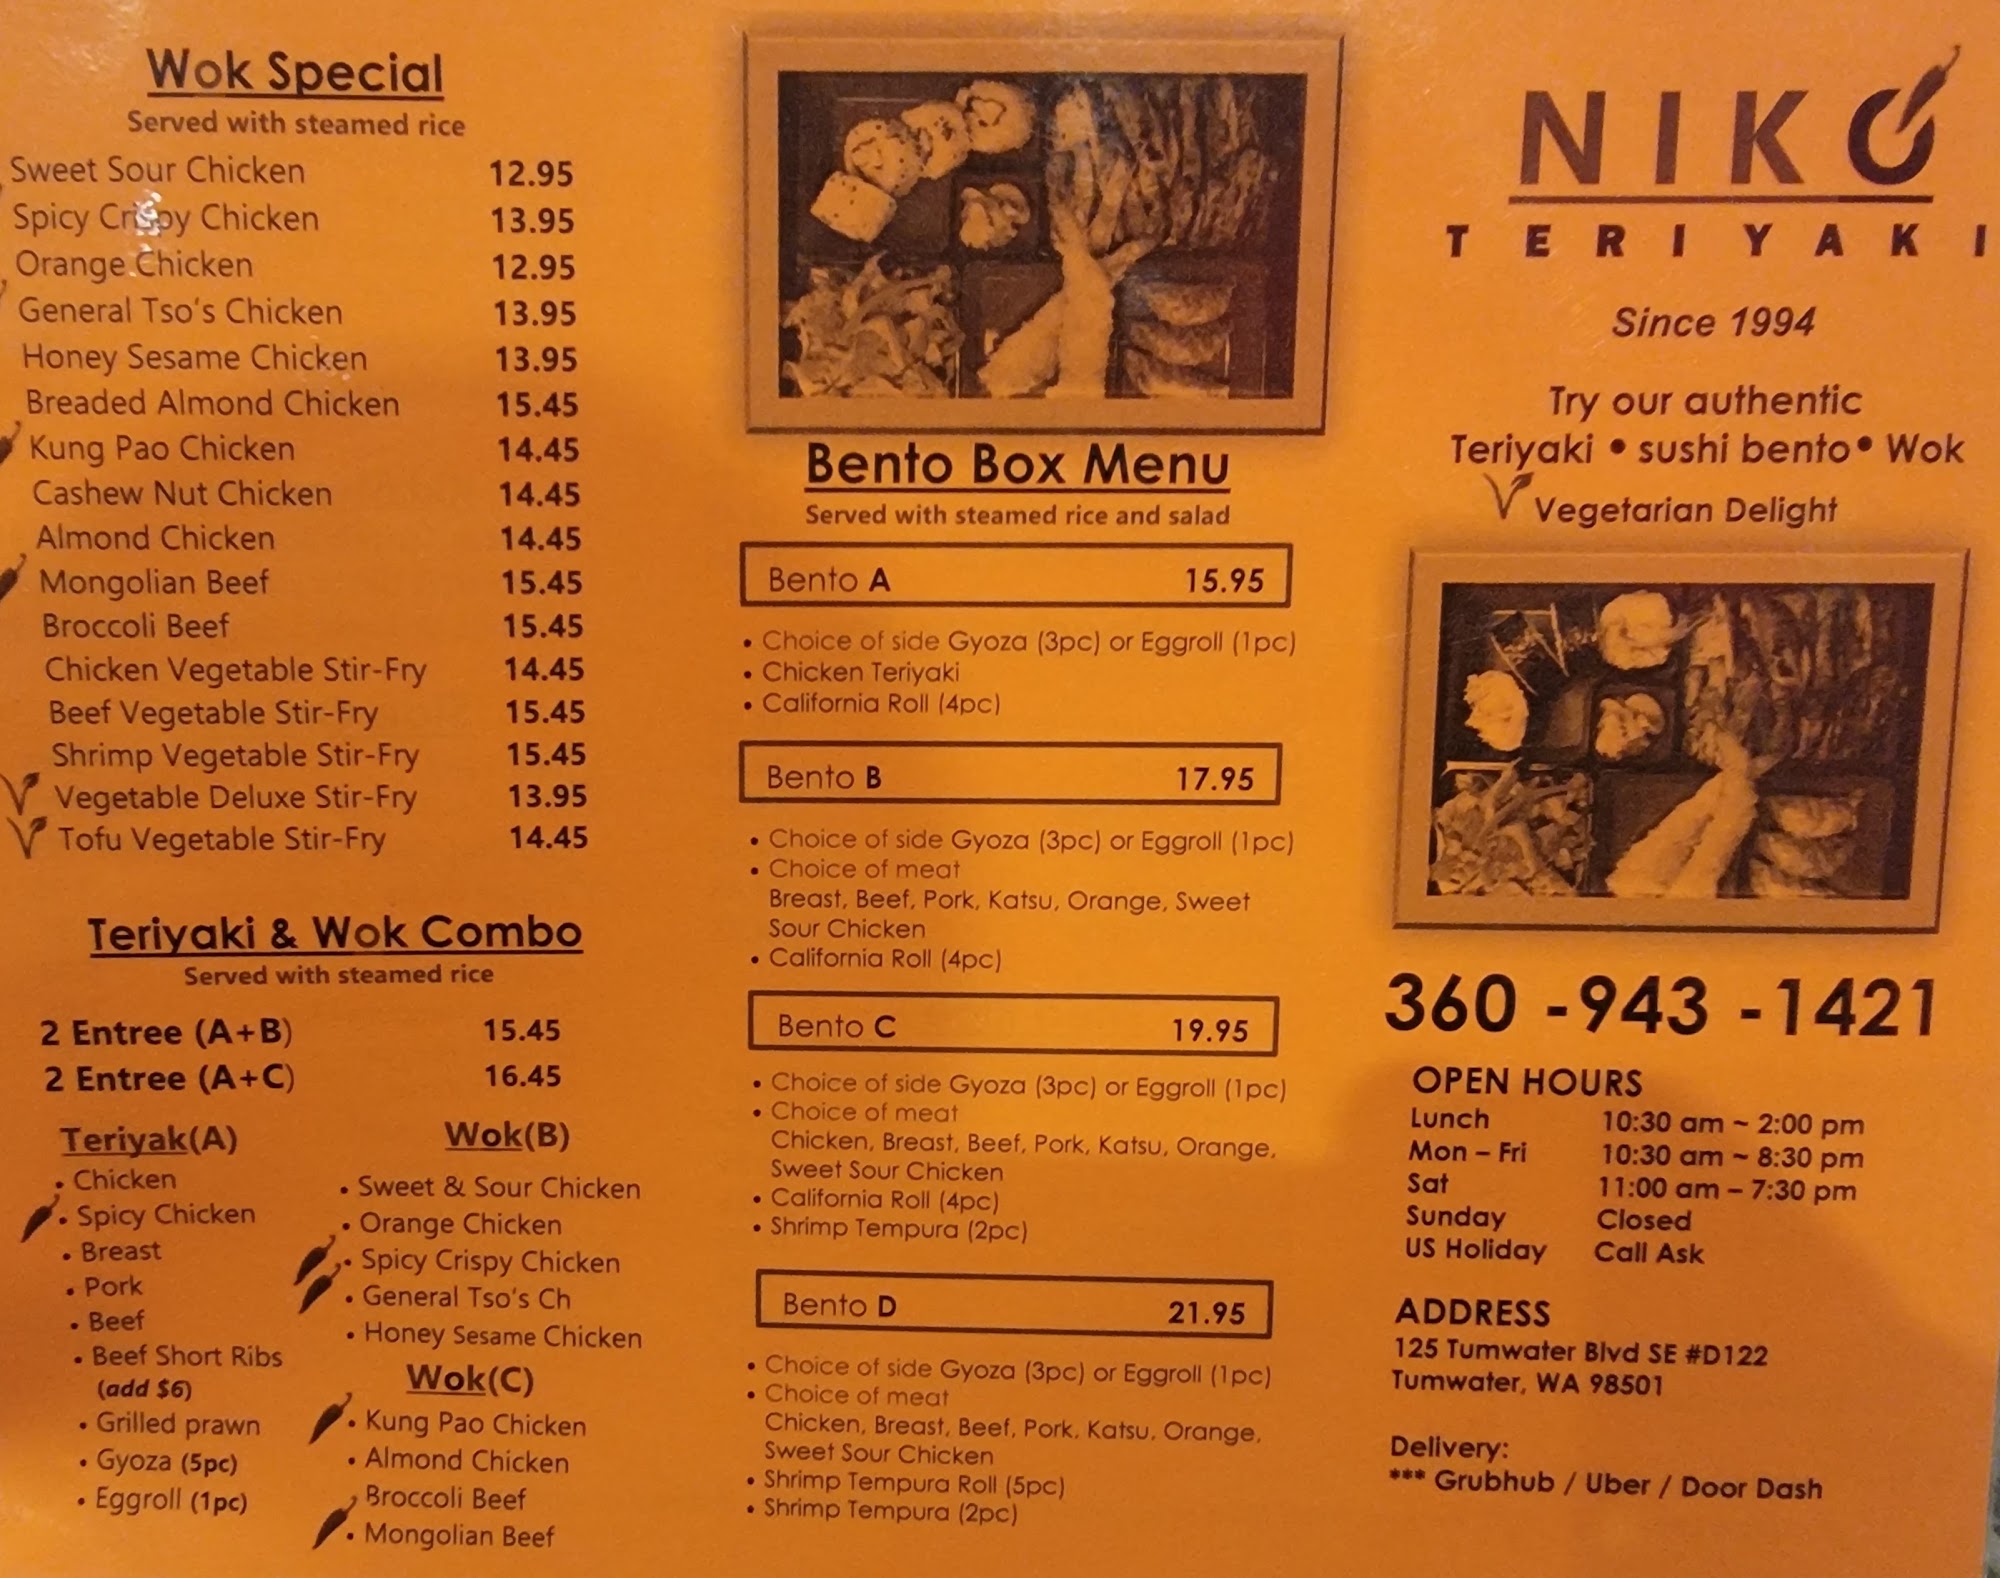 Wok Special
Served with steamed rice
Sweet Sour Chicken 12.95
Spicy Crispy Chicken 13.95
Orange Chicken 12.95
General Tso's Chicken 13.95
Honey Sesame Chicken 13.95
Breaded Almond Chicken 15.45
Kung Pao Chicken 14.45
Cashew Nut Chicken 14.45
Almond Chicken 14.45
Mongolian Beef 15.45
Broccoli Beef 15.45
Chicken Vegetable Stir-Fry 14.45
Beef Vegetable Stir-Fry 15.45
Shrimp Vegetable Stir-Fry 15.45
Vegetable Deluxe Stir-Fry 13.95
Tofu Vegetable Stir-Fry 14.45
Teriyaki & Wok Combo
Served with steamed rice
2 Entree (A+B) 15.45
2 Entree (A+C) 16.45
Teriyak(A)
• Chicken
• Spicy Chicken
• Breast
• Pork
• Beef
• Beef Short Ribs
(add $6)
• Grilled prawn
• Gyoza (5pc)
• Eggroll (1pc)
Wok(B)
• Sweet & Sour Chicken
• Orange Chicken
• Spicy Crispy Chicken
• General Tso's Ch
• Honey Sesame Chicken
Wok(C)
• Kung Pao Chicken
• Almond Chicken
Broccoli Beef
• Mongolian Beef
Bento Box Menu
Served with steamed rice and salad
Bento A 15.95
• Choice of side Gyoza (3pc) or Eggroll (1pc)
• Chicken Teriyaki
• California Roll (4pc)
Bento B 17.95
• Choice of side Gyoza (3pc) or Eggroll (1pc)
• Choice of meat
Breast, Beef, Pork, Katsu, Orange, Sweet
Sour Chicken
• California Roll (4pc)
Bento C 19.95
• Choice of side Gyoza (3pc) or Eggroll (1pc)
• Choice of meat
Chicken, Breast, Beef, Pork, Katsu, Orange,
Sweet Sour Chicken
• California Roll (4pc)
• Shrimp Tempura (2pc)
Bento D 21.95
• Choice of side Gyoza (3pc) or Eggroll (1pc)
• Choice of meat
Chicken, Breast, Beef, Pork, Katsu, Orange,
Sweet Sour Chicken
• Shrimp Tempura Roll (5pc)
• Shrimp Tempura (2pc)
NIKO
TERIYAKI
Since 1994
Try our authentic
Teriyaki • sushi bento • Wok
Vegetarian Delight
360 -943 -1421
OPEN HOURS
Lunch 10:30 am ~ 2:00 pm
Mon – Fri 10:30 am ~ 8:30 pm
Sat 11:00 am – 7:30 pm
Sunday Closed
US Holiday Call Ask
ADDRESS
125 Tumwater Blvd SE #D122
Tumwater, WA 98501
Delivery:
*** Grubhub / Uber / Door Dash